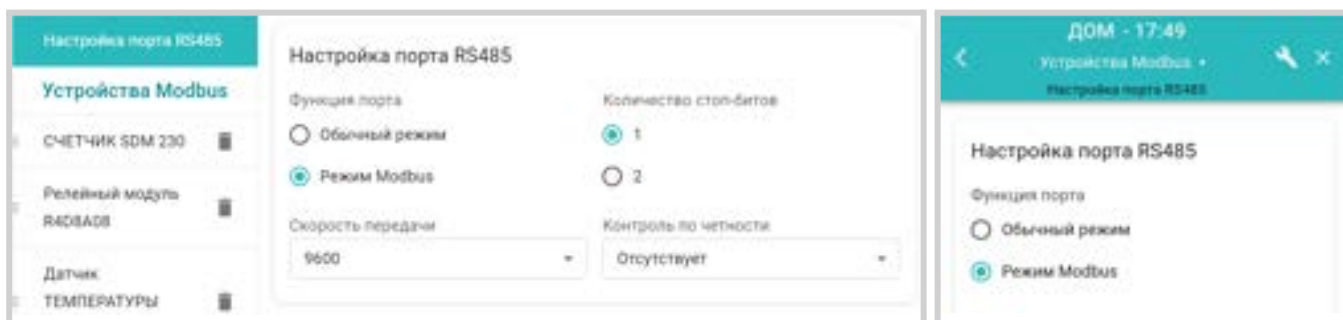 Настройка порта RS485
Устройства Modbus
СЧЕТЧИК SDM 230
Релейный модуль
R4D8A08
Датчик
ТЕМПЕРАТУРЫ
Настройка порта RS485
Функция порта
Обычный режим
Режим Modbus
Скорость передачи
9600
Количество стоп-битов
1
2
Контроль по четности
Отсутствует
ДОМ - 17:49
Устройства Modbus
Настройка порта RS485
Настройка порта RS485
Функция порта
Обычный режим
Режим Modbus